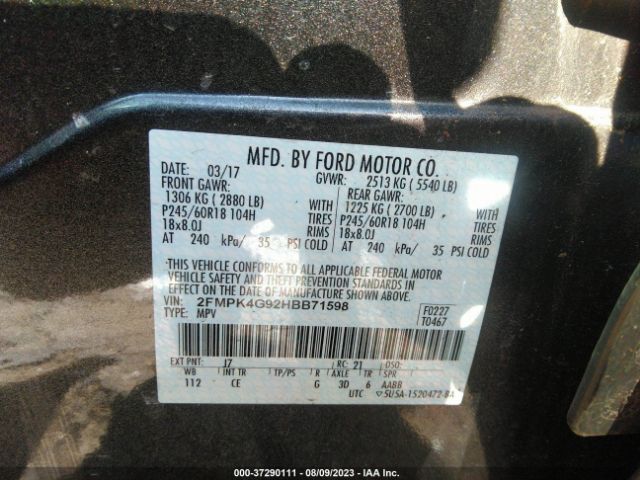 MFD. BY FORD MOTOR CO.
DATE: 03/17 GVWR: 2513 KG ( 5540 LB)
FRONT GAWR: REAR GAWR:
1306 KG ( 2880 LB) WITH 1225 KG ( 2700 LB) WITH
P245/60R18 104H TIRES P245/60R18 104H TIRES
18x8.0J RIMS 18x8.0J RIMS
AT 240 kPa/ 35 PSI COLD AT 240 kPa/ 35 PSI COLD
THIS VEHICLE CONFORMS TO ALL APPLICABLE FEDERAL MOTOR
VEHICLE SAFETY AND THEFT PREVENTION STANDARDS IN
EFFECT ON THE DATE OF MANUFACTURE SHOWN ABOVE.
VIN: 2FMPK4G92HBB71598 F0227
TYPE: MPV T0467
EXT PNT: J7 RC: 21 DSO:
WB INT TR TP/PS R AXLE TR SPR
112 CE G 3D 6 AABB
UTC 5U5A-1520472-BA
000-37290111 - 08/09/2023 - IAA Inc.